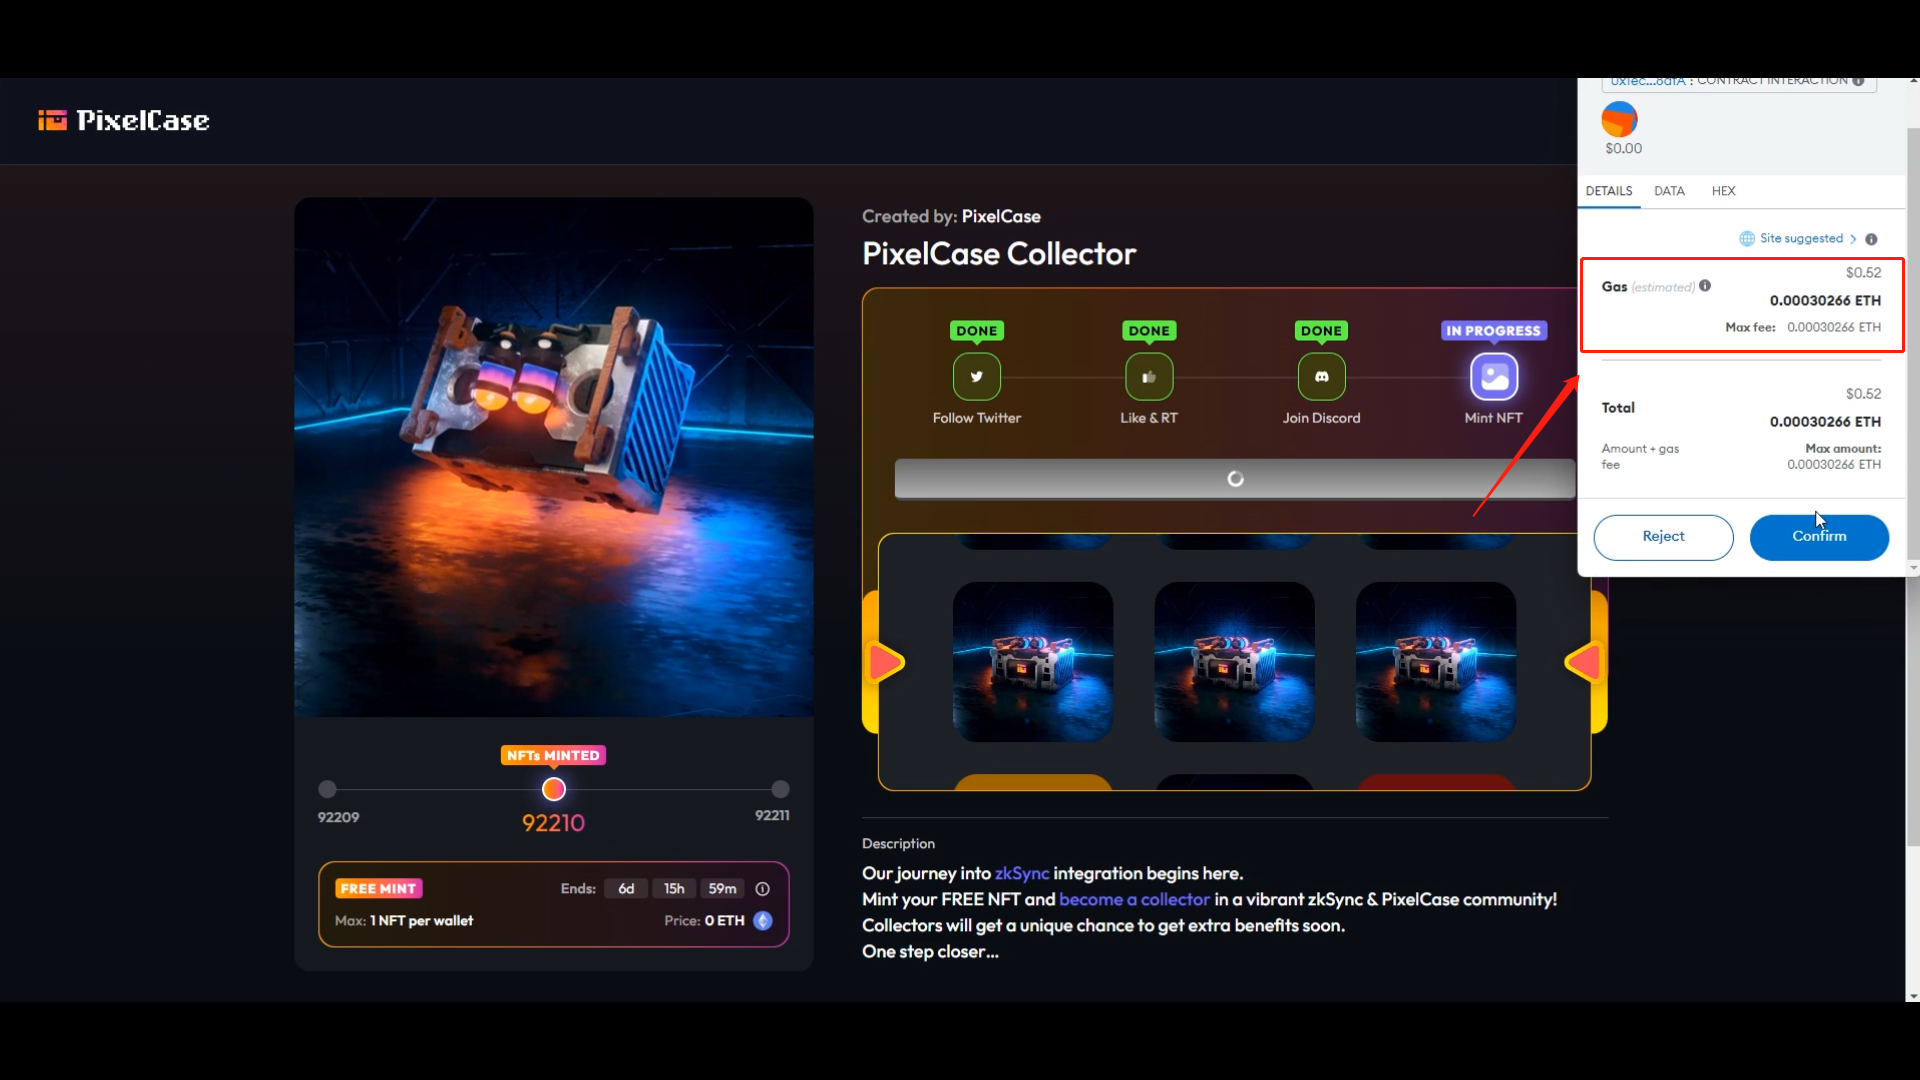 PixelCase
Created by: PixelCase
PixelCase Collector
DONE
DONE
DONE
IN PROGRESS
Follow Twitter
Like & RT
Join Discord
Mint NFT
NFTs MINTED
92209
92210
92211
FREE MINT
Ends: 6d 15h 59m
Max: 1 NFT per wallet
Price: 0 ETH
Description
Our journey into zkSync integration begins here.
Mint your FREE NFT and become a collector in a vibrant zkSync & PixelCase community!
Collectors will get a unique chance to get extra benefits soon.
One step closer...
CONTRACT INTERACTION
$0.00
DETAILS DATA HEX
Site suggested
$0.52
Gas (estimated)
0.00030266 ETH
Max fee: 0.00030266 ETH
$0.52
Total
0.00030266 ETH
Amount + gas
fee
Max amount:
0.00030266 ETH
Reject
Confirm